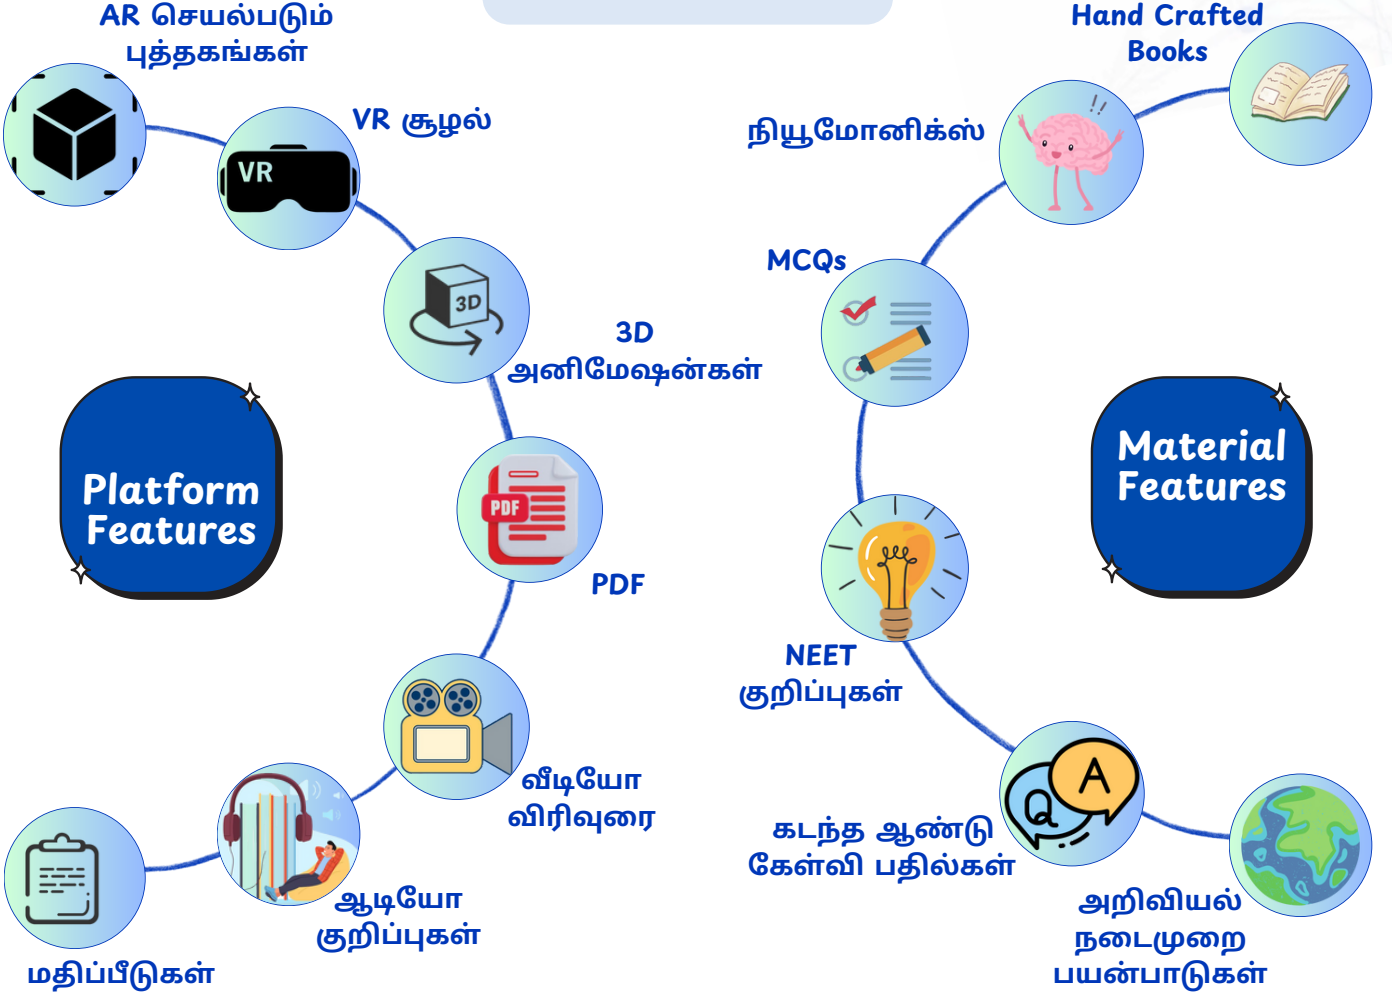 AR செயல்படும்
புத்தகங்கள்
VR சூழல்
VR
3D
3D
அனிமேஷன்கள்
Platform
Features
PDF
PDF
வீடியோ
விரிவுரை
ஆடியோ
குறிப்புகள்
மதிப்பீடுகள்
Hand Crafted
Books
நியூமோனிக்ஸ்
!!
MCQs
Material
Features
NEET
குறிப்புகள்
Q
A
கடந்த ஆண்டு
கேள்வி பதில்கள்
அறிவியல்
நடைமுறை
பயன்பாடுகள்